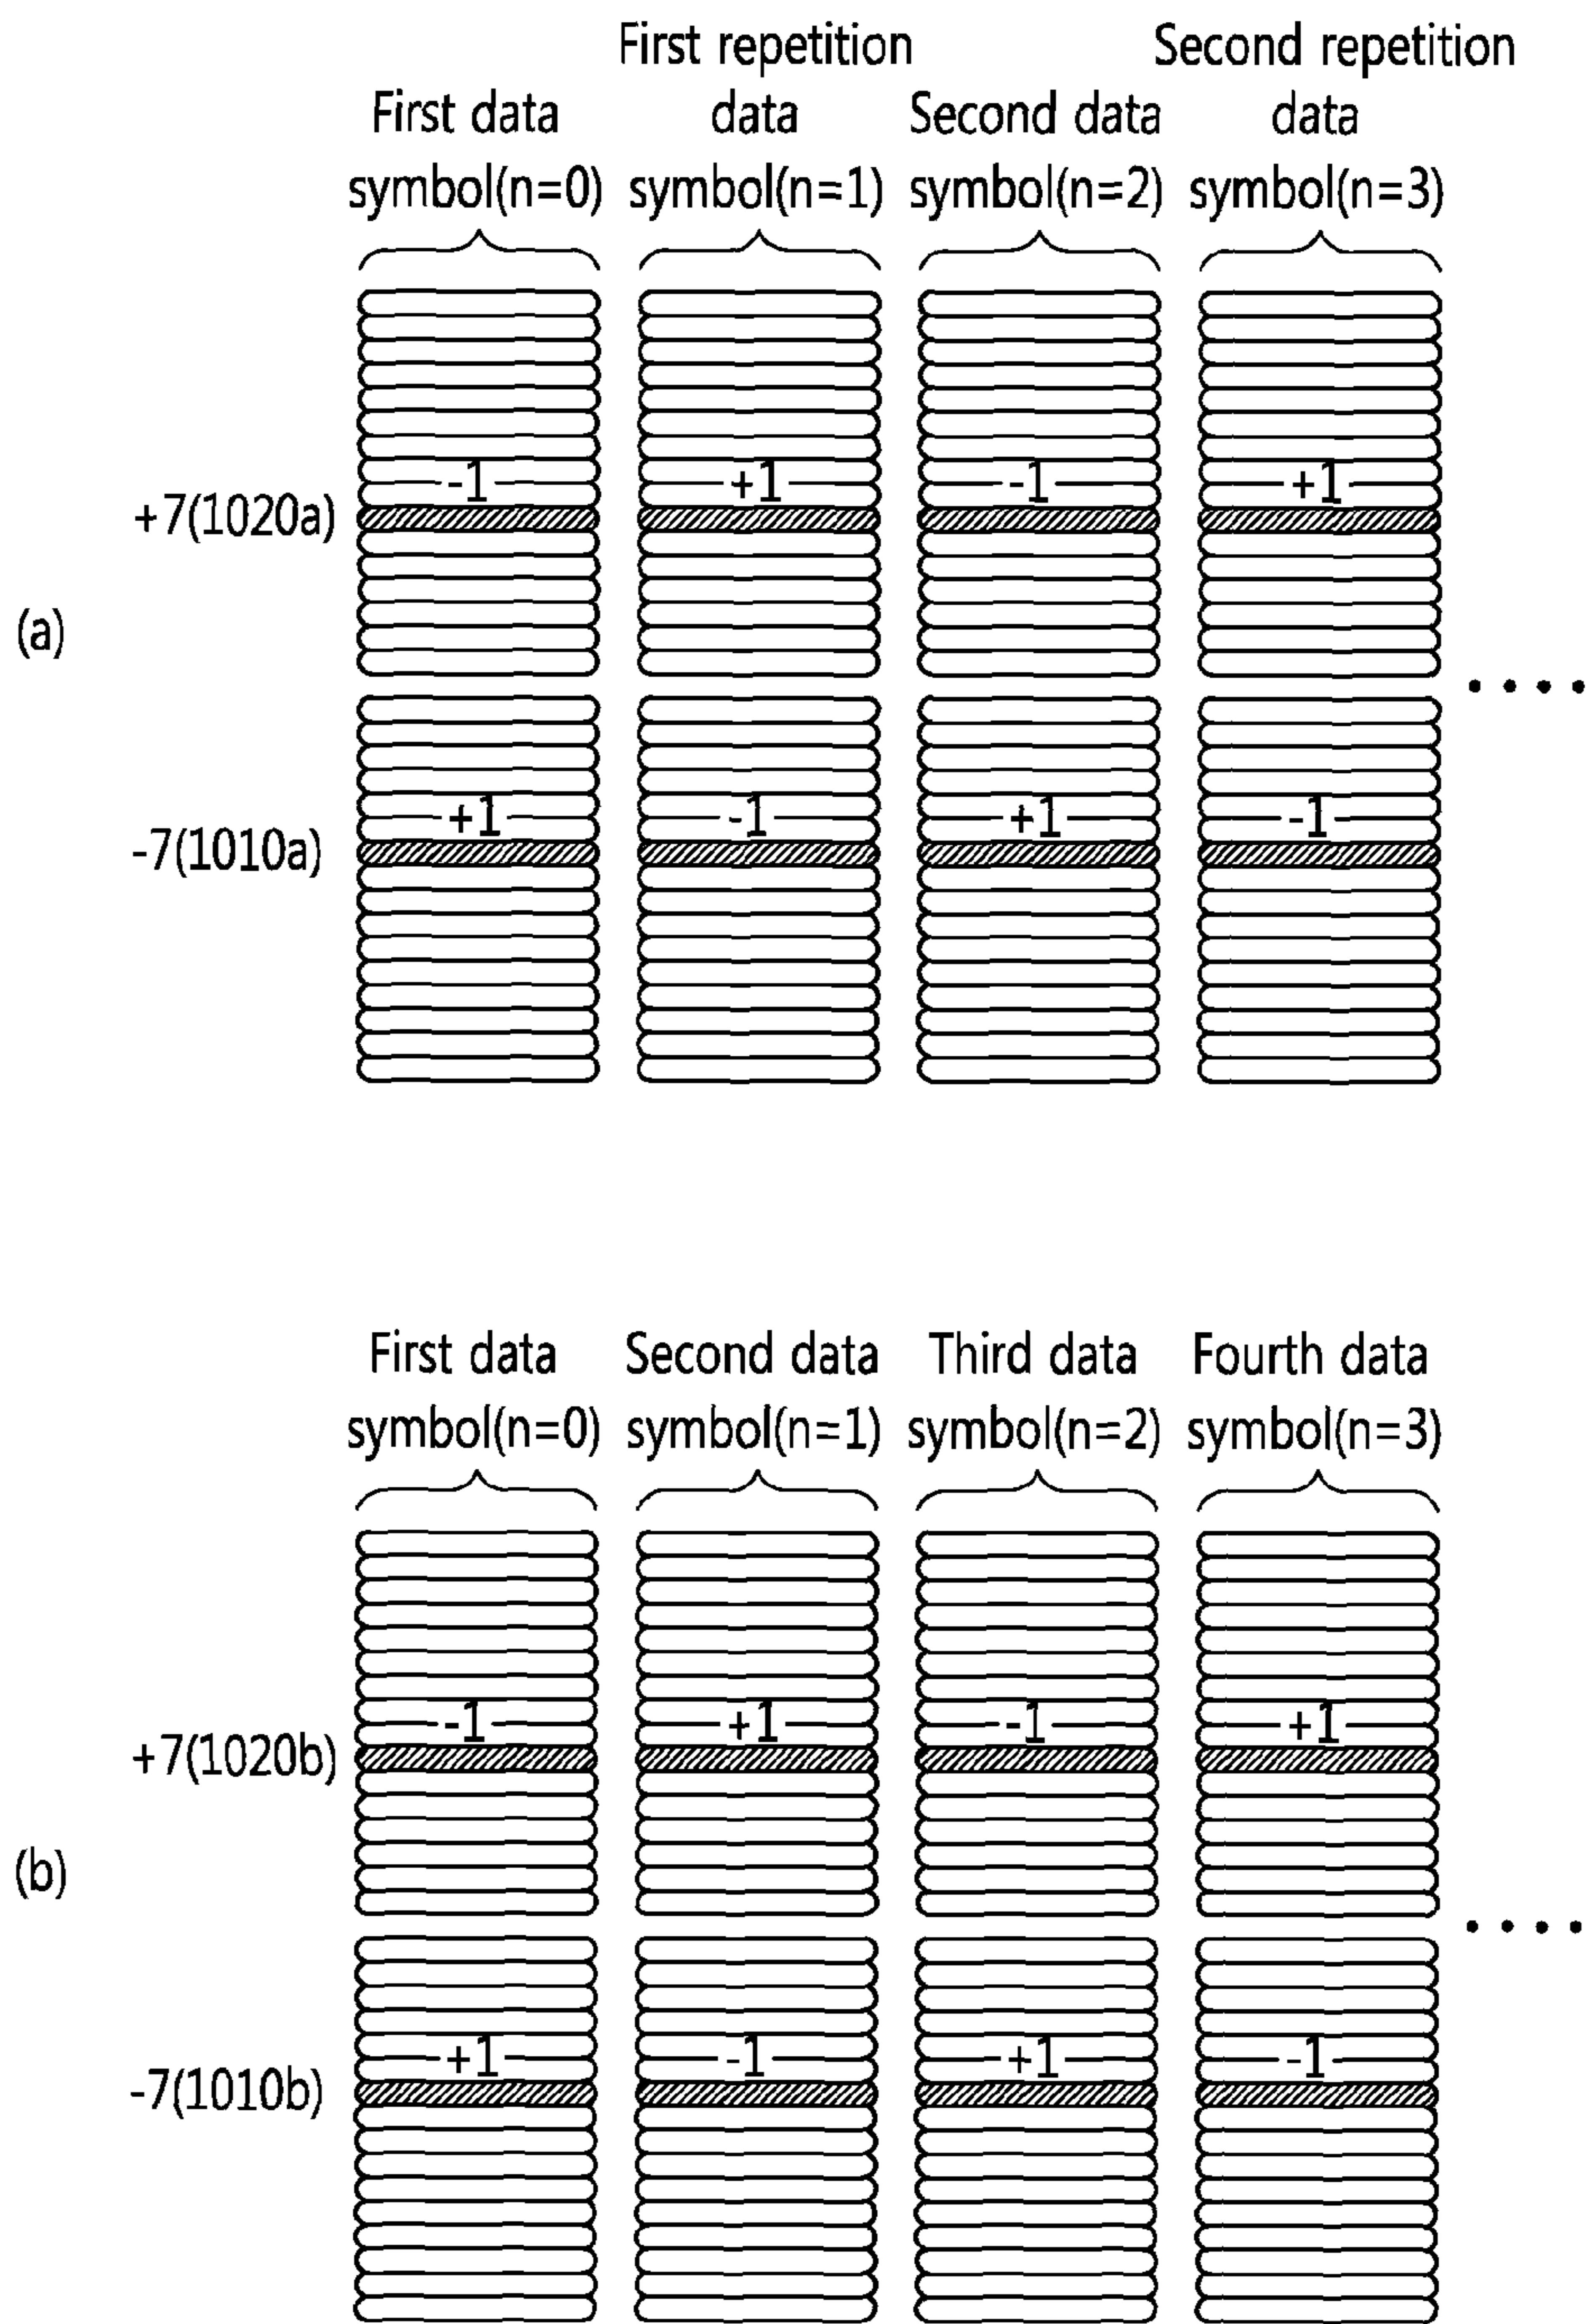 First repetition Second repetition
First data data Second data data
symbol(n=0) symbol(n=1) symbol(n=2) symbol(n=3)
-1 +1 -1 +1
+7(1020a)
(a)
....
+1 -1 +1 -1
-7(1010a)
First data Second data Third data Fourth data
symbol(n=0) symbol(n=1) symbol(n=2) symbol(n=3)
-1 +1 -1 +1
+7(1020b)
(b)
....
+1 -1 +1 -1
-7(1010b)